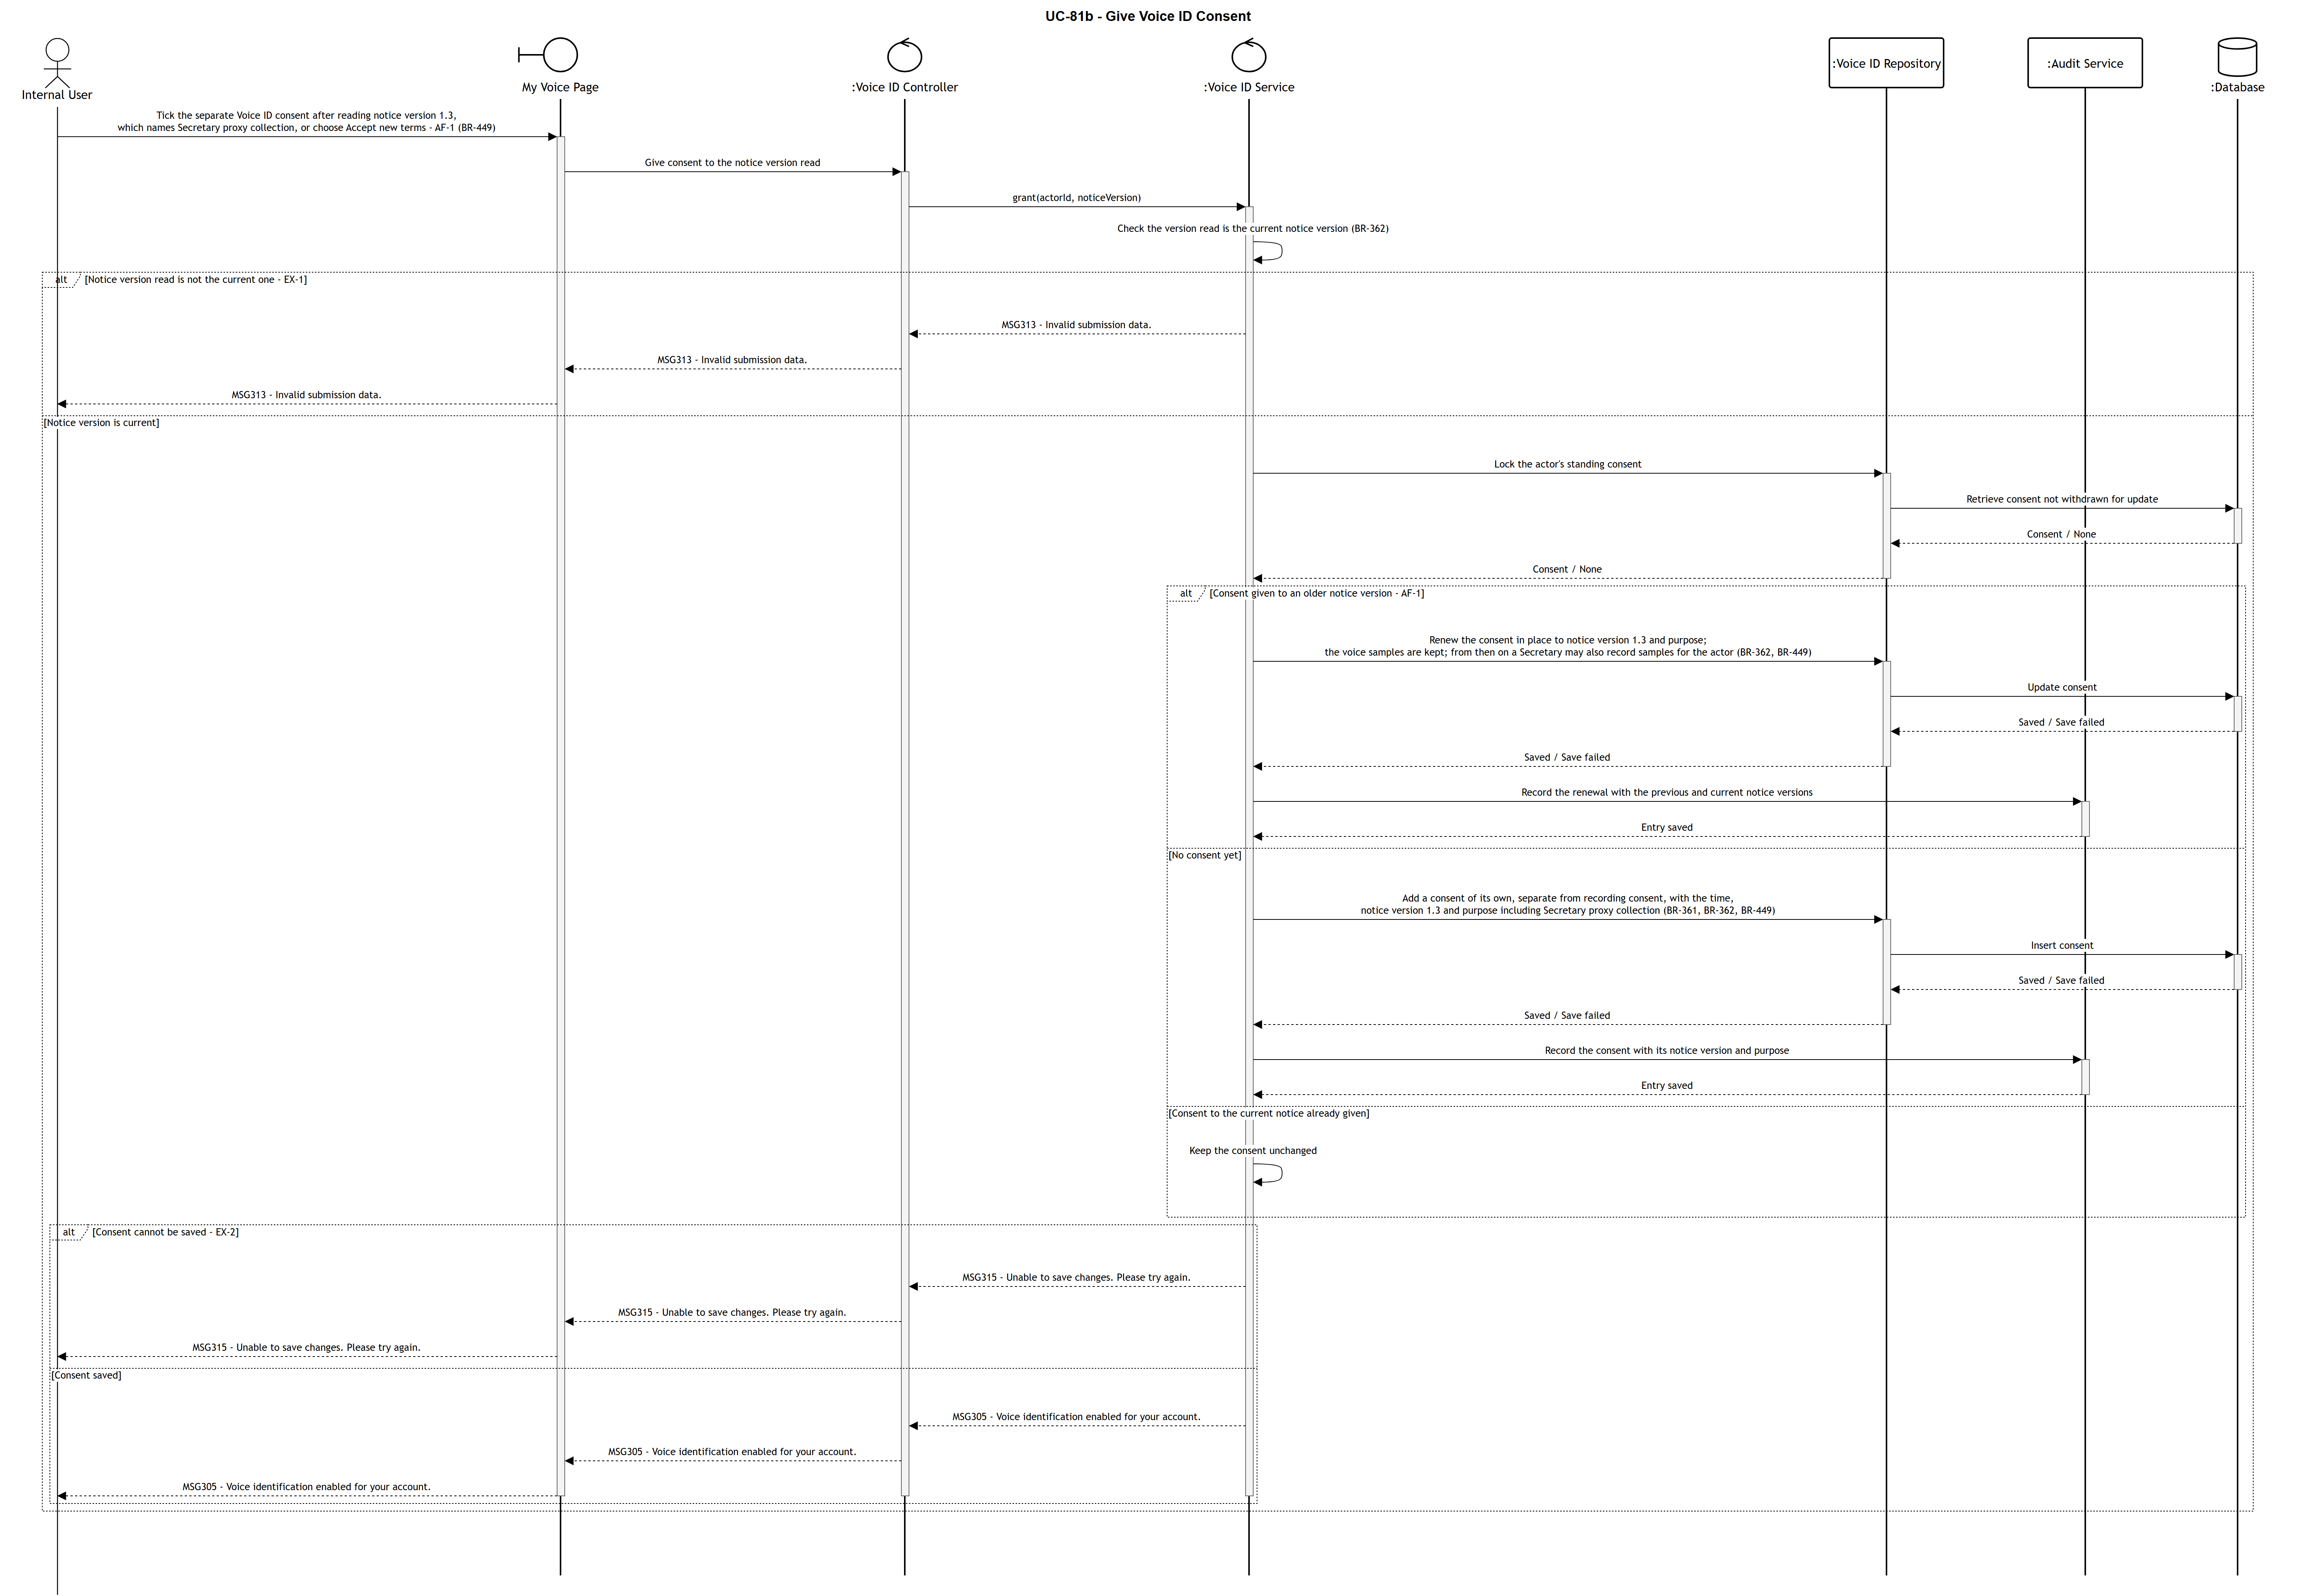 UC-81b - Give Voice ID Consent
Internal User
My Voice Page
:Voice ID Controller
:Voice ID Service
:Voice ID Repository
:Audit Service
:Database
Tick the separate Voice ID consent after reading notice version 1.3,
which names Secretary proxy collection, or choose Accept new terms - AF-1 (BR-449)
Give consent to the notice version read
grant(actorId, noticeVersion)
Check the version read is the current notice version (BR-362)
alt [Notice version read is not the current one - EX-1]
MSG313 - Invalid submission data.
MSG313 - Invalid submission data.
MSG313 - Invalid submission data.
[Notice version is current]
Lock the actor's standing consent
Retrieve consent not withdrawn for update
Consent / None
Consent / None
alt [Consent given to an older notice version - AF-1]
Renew the consent in place to notice version 1.3 and purpose;
the voice samples are kept; from then on a Secretary may also record samples for the actor (BR-362, BR-449)
Update consent
Saved / Save failed
Saved / Save failed
Record the renewal with the previous and current notice versions
Entry saved
[No consent yet]
Add a consent of its own, separate from recording consent, with the time,
notice version 1.3 and purpose including Secretary proxy collection (BR-361, BR-362, BR-449)
Insert consent
Saved / Save failed
Saved / Save failed
Record the consent with its notice version and purpose
Entry saved
[Consent to the current notice already given]
Keep the consent unchanged
alt [Consent cannot be saved - EX-2]
MSG315 - Unable to save changes. Please try again.
MSG315 - Unable to save changes. Please try again.
MSG315 - Unable to save changes. Please try again.
[Consent saved]
MSG305 - Voice identification enabled for your account.
MSG305 - Voice identification enabled for your account.
MSG305 - Voice identification enabled for your account.